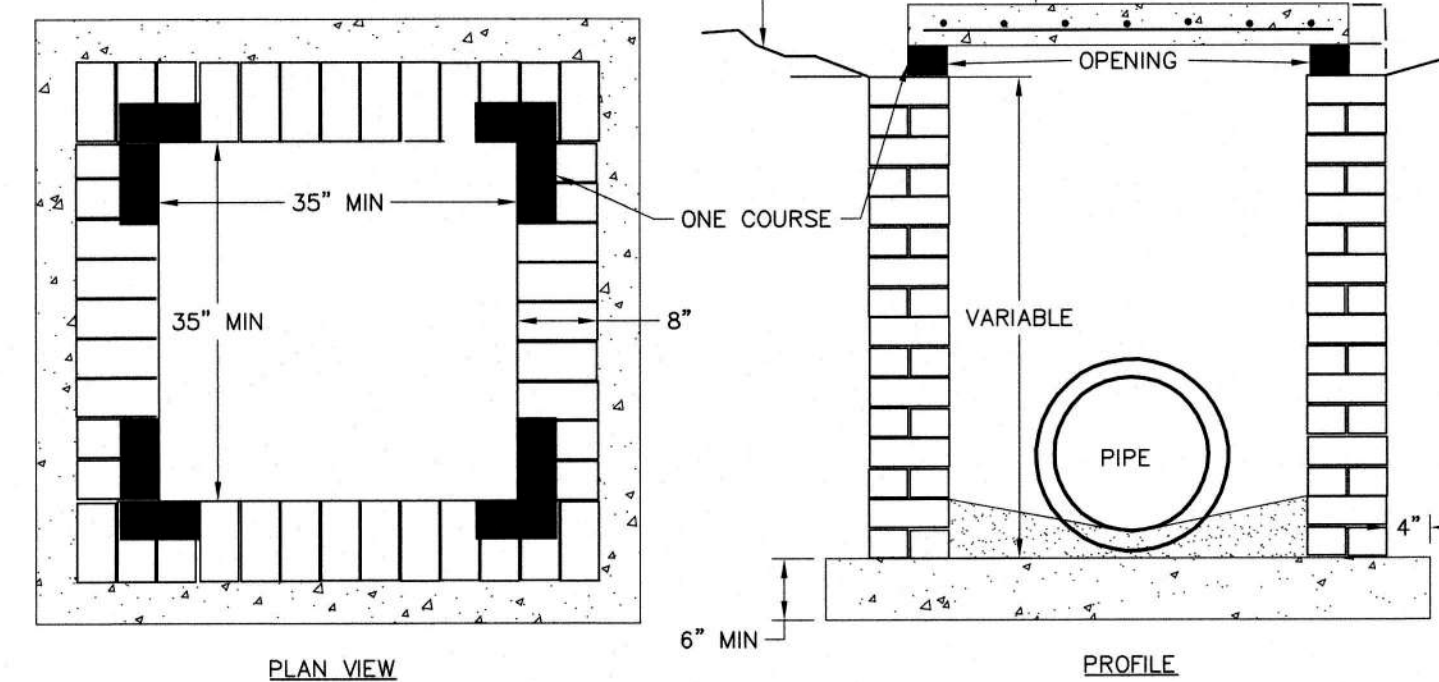 OPENING
35” MIN
ONE COURSE
35” MIN
8”
VARIABLE
PIPE
4”
6” MIN
PLAN VIEW
PROFILE